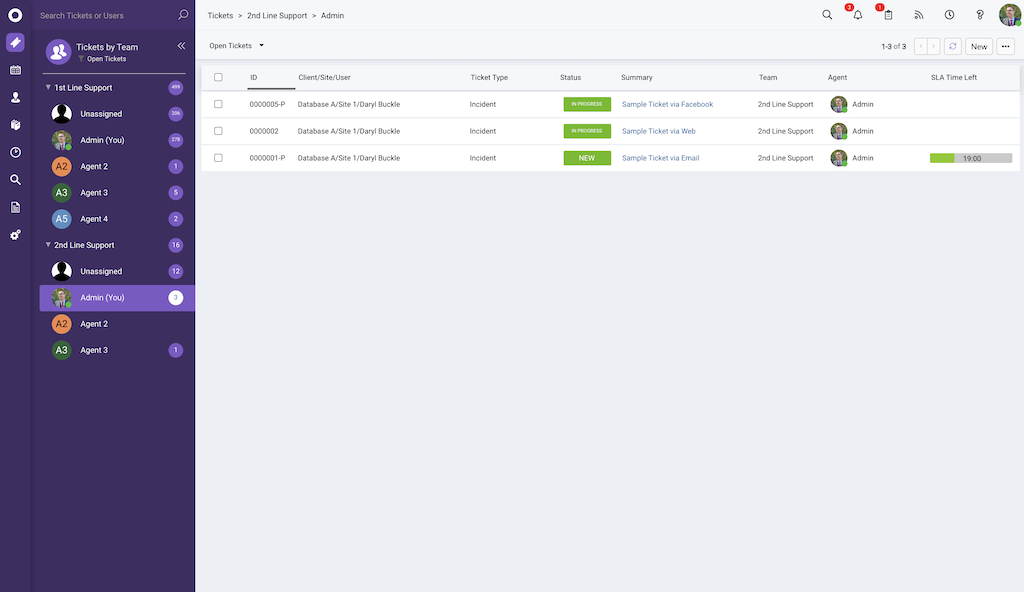 Search Tickets or Users
Tickets by Team
Open Tickets
1st Line Support 499
Unassigned 206
Admin (You) 278
A2 Agent 2 1
A3 Agent 3 5
A5 Agent 4 2
2nd Line Support 16
Unassigned 12
Admin (You) 3
A2 Agent 2
A3 Agent 3 1
Tickets > 2nd Line Support > Admin
3 1
Open Tickets
1-3 of 3
New
ID Client/Site/User Ticket Type Status Summary Team Agent SLA Time Left
0000005-P Database A/Site 1/Daryl Buckle Incident IN PROGRESS Sample Ticket via Facebook 2nd Line Support Admin
0000002 Database A/Site 1/Daryl Buckle Incident IN PROGRESS Sample Ticket via Web 2nd Line Support Admin
0000001-P Database A/Site 1/Daryl Buckle Incident NEW Sample Ticket via Email 2nd Line Support Admin 19:00